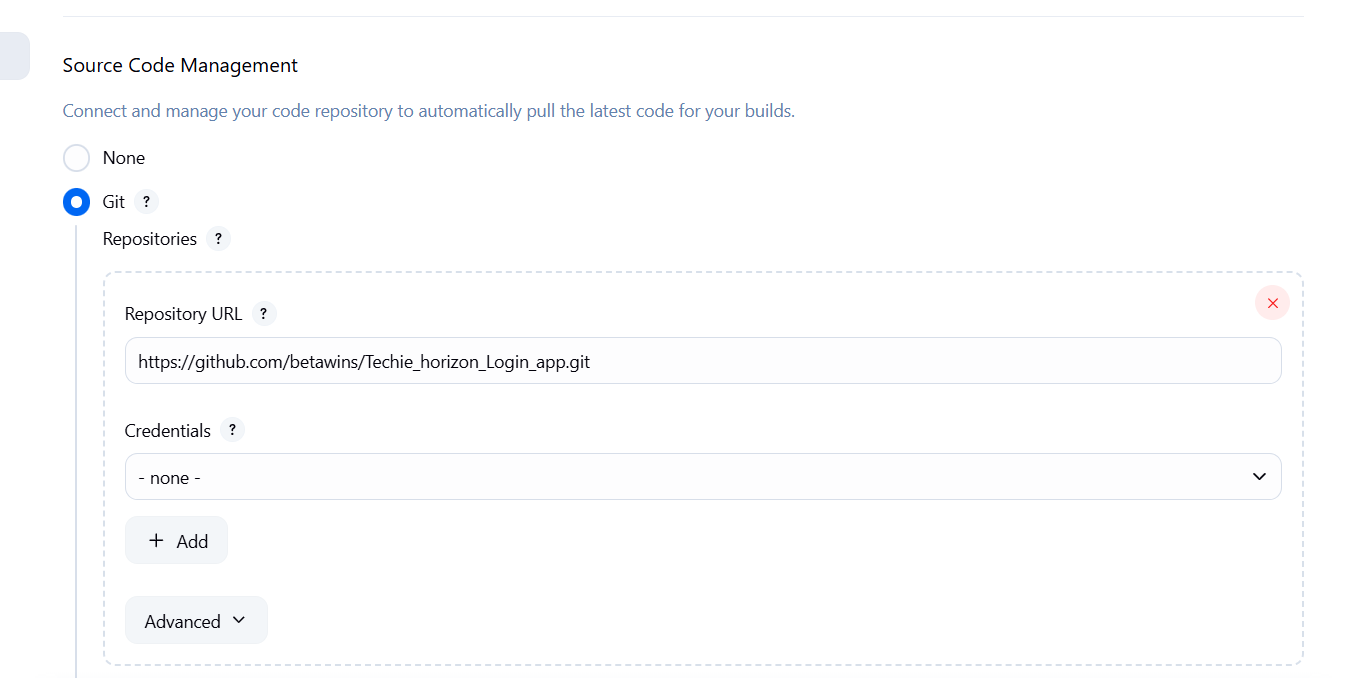 Source Code Management
Connect and manage your code repository to automatically pull the latest code for your builds.
None
Git ?
Repositories ?
Repository URL ?
https://github.com/betawins/Techie_horizon_Login_app.git
Credentials ?
- none -
+ Add
Advanced